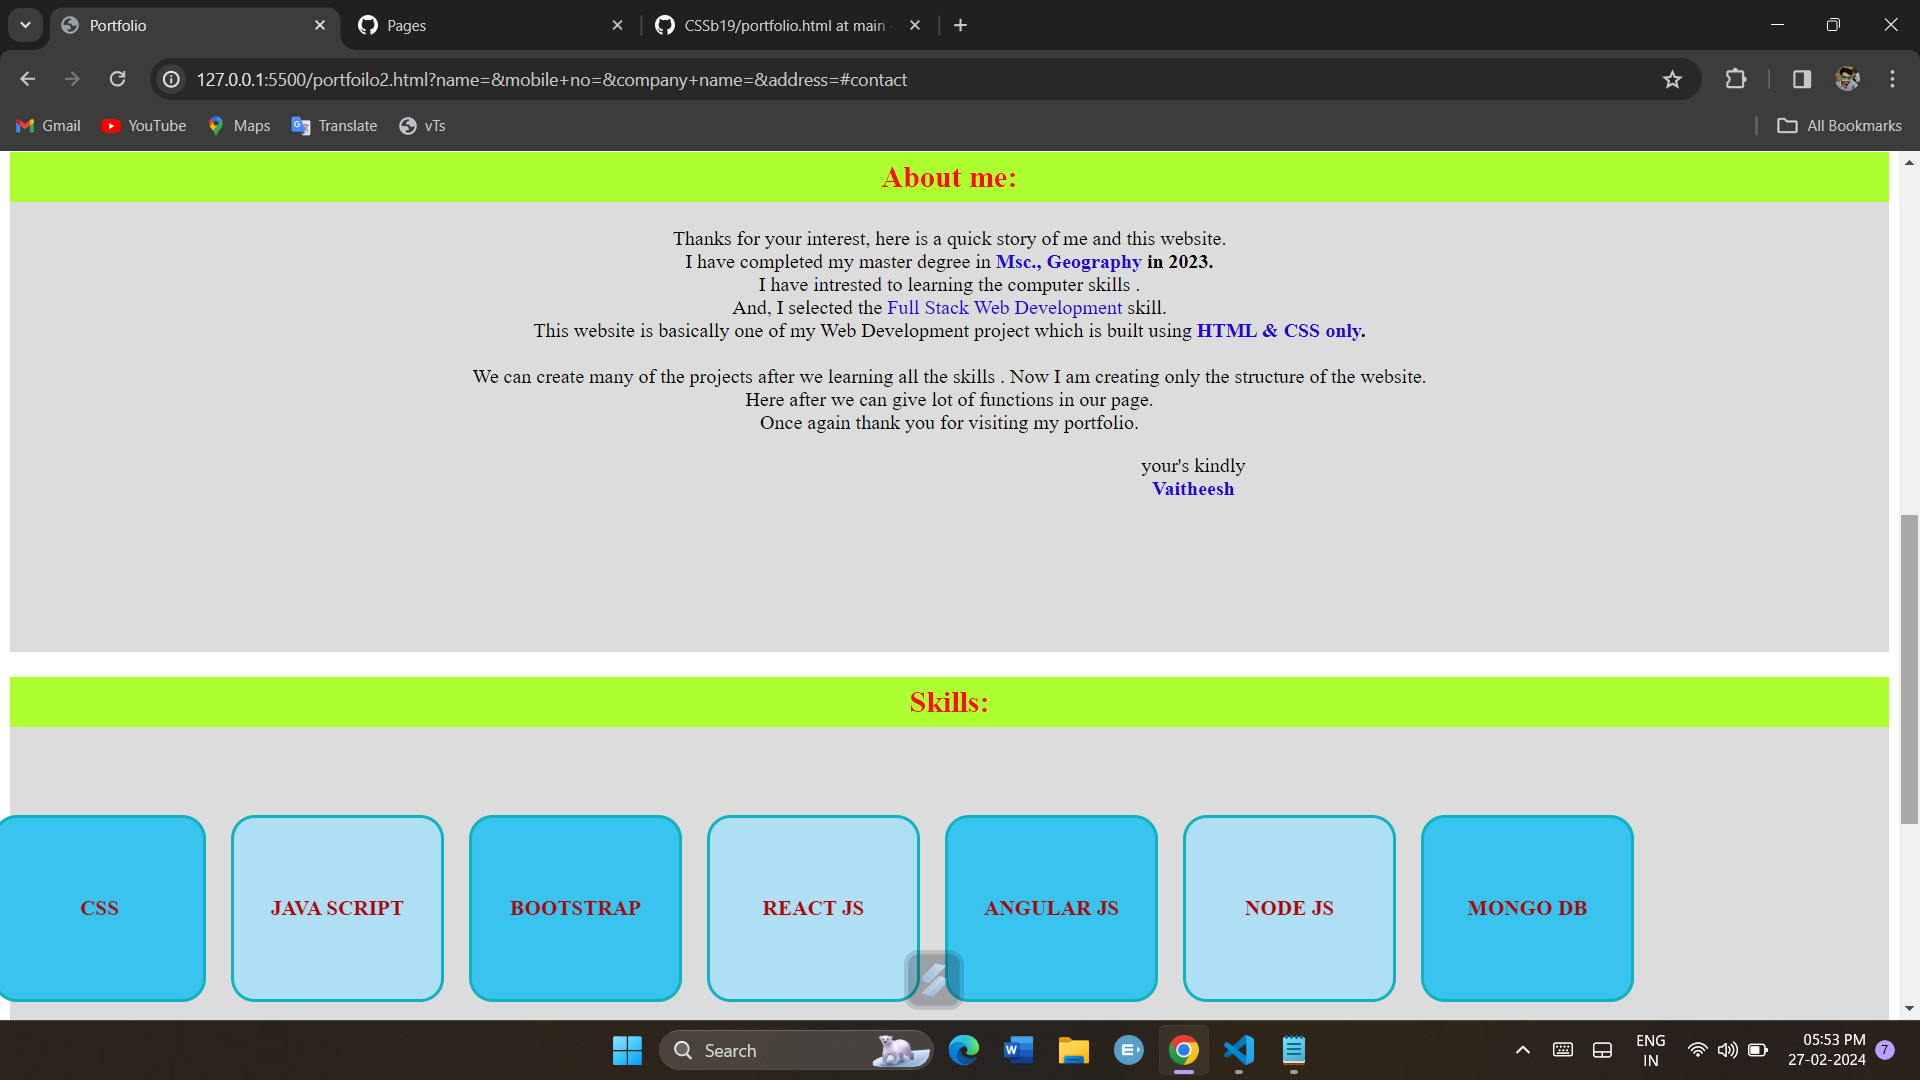 Portfolio
Pages
CSSb19/portfolio.html at main
127.0.0.1:5500/portfoilo2.html?name=&mobile+no=&company+name=&address=#contact
Gmail
YouTube
Maps
Translate
vTs
All Bookmarks
About me:
Thanks for your interest, here is a quick story of me and this website.
I have completed my master degree in Msc., Geography in 2023.
I have intrested to learning the computer skills .
And, I selected the Full Stack Web Development skill.
This website is basically one of my Web Development project which is built using HTML & CSS only.
We can create many of the projects after we learning all the skills . Now I am creating only the structure of the website.
Here after we can give lot of functions in our page.
Once again thank you for visiting my portfolio.
your's kindly
Vaitheesh
Skills:
CSS
JAVA SCRIPT
BOOTSTRAP
REACT JS
ANGULAR JS
NODE JS
MONGO DB
Search
ENG
IN
05:53 PM
27-02-2024
7